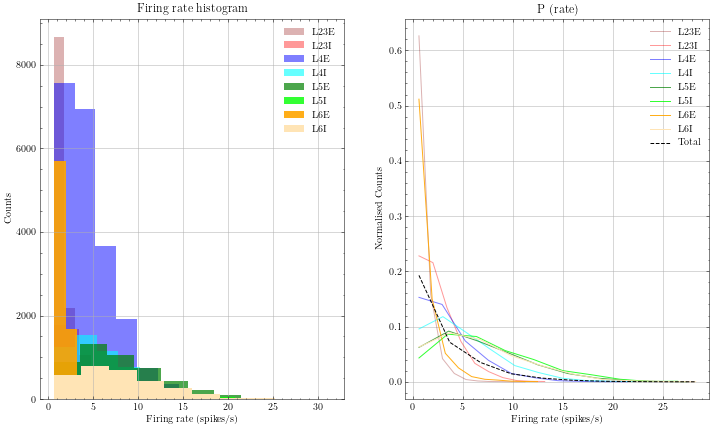 Firing rate histogram
P (rate)
L23E
L23I
L4E
L4I
L5E
L5I
L6E
L6I
L23E
L23I
L4E
L4I
L5E
L5I
L6E
L6I
Total
Counts
0
2000
4000
6000
8000
0
5
10
15
20
25
30
Firing rate (spikes/s)
Normalised Counts
0.6
0.5
0.4
0.3
0.2
0.1
0.0
0
5
10
15
20
25
Firing rate (spikes/s)